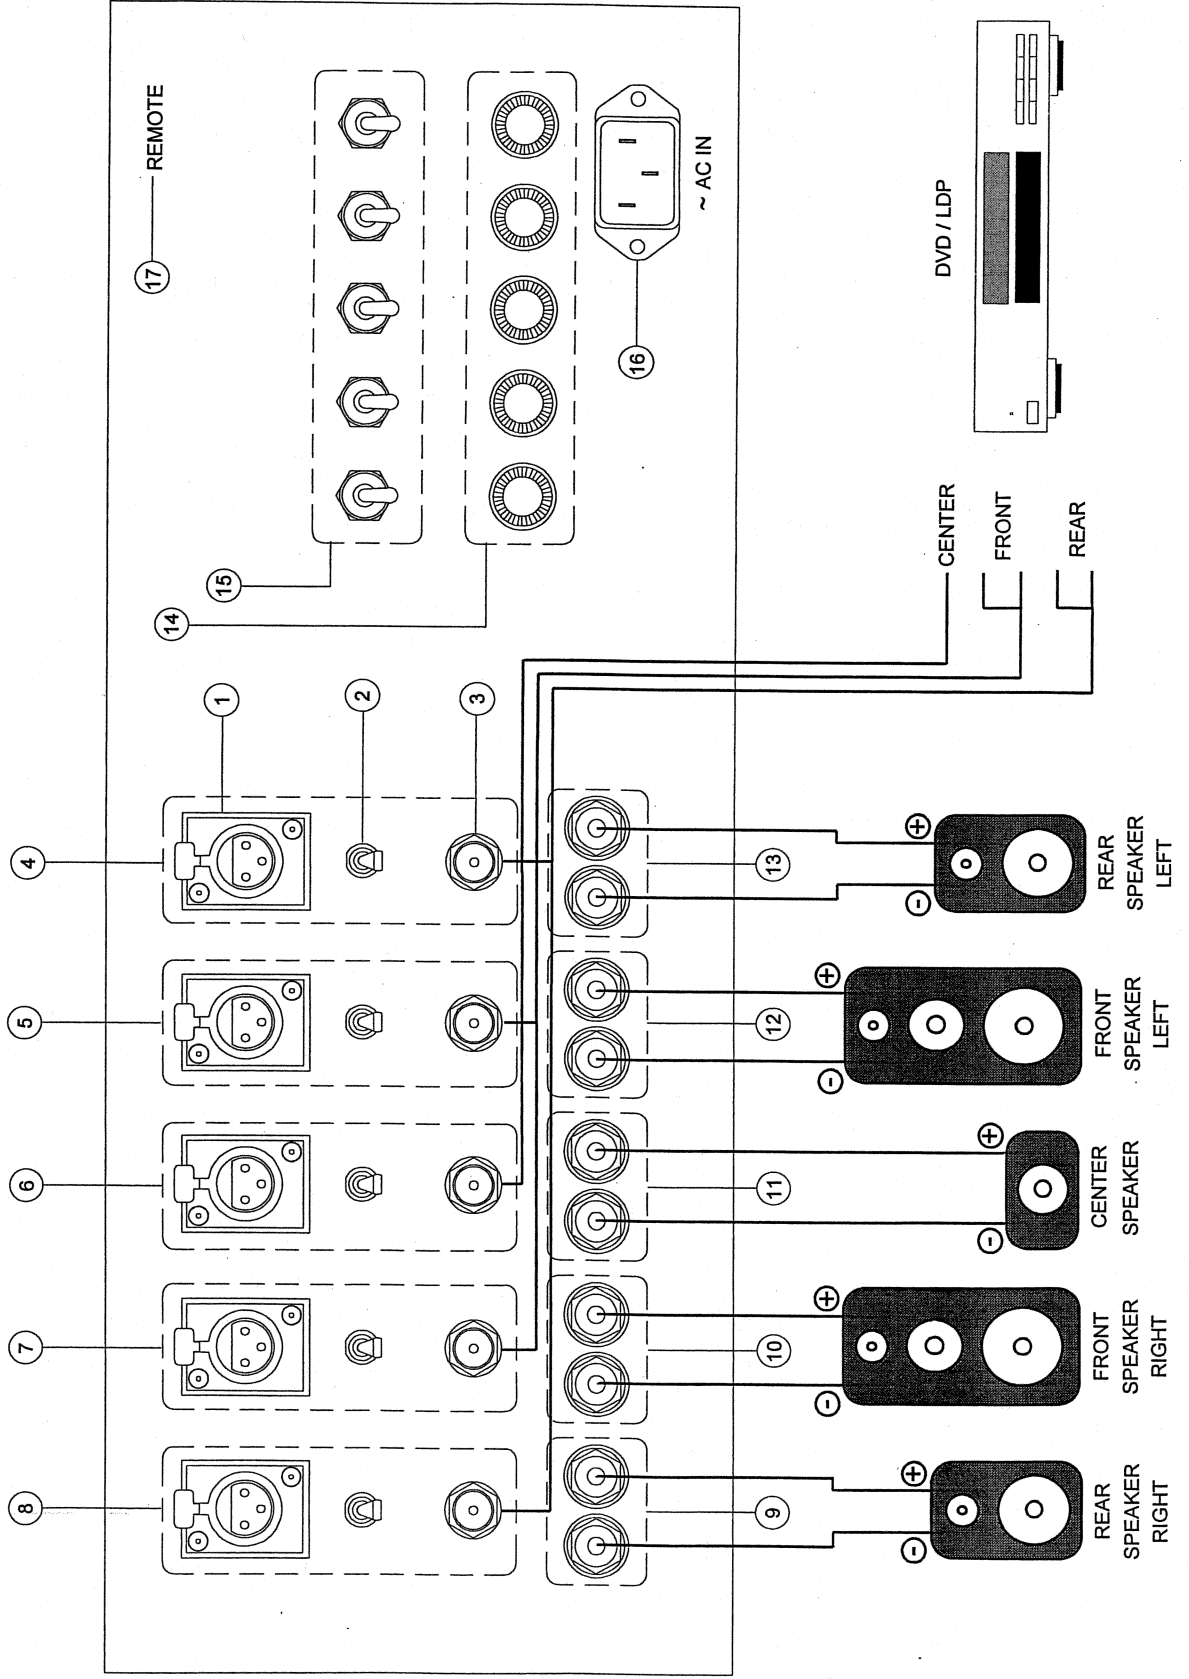 8
7
6
5
4
1
2
3
14
15
17
REMOTE
16
~ AC IN
9
10
11
12
13
-
+
-
+
-
+
-
+
-
+
REAR
SPEAKER
RIGHT
FRONT
SPEAKER
RIGHT
CENTER
SPEAKER
FRONT
SPEAKER
LEFT
REAR
SPEAKER
LEFT
CENTER
FRONT
REAR
DVD / LDP